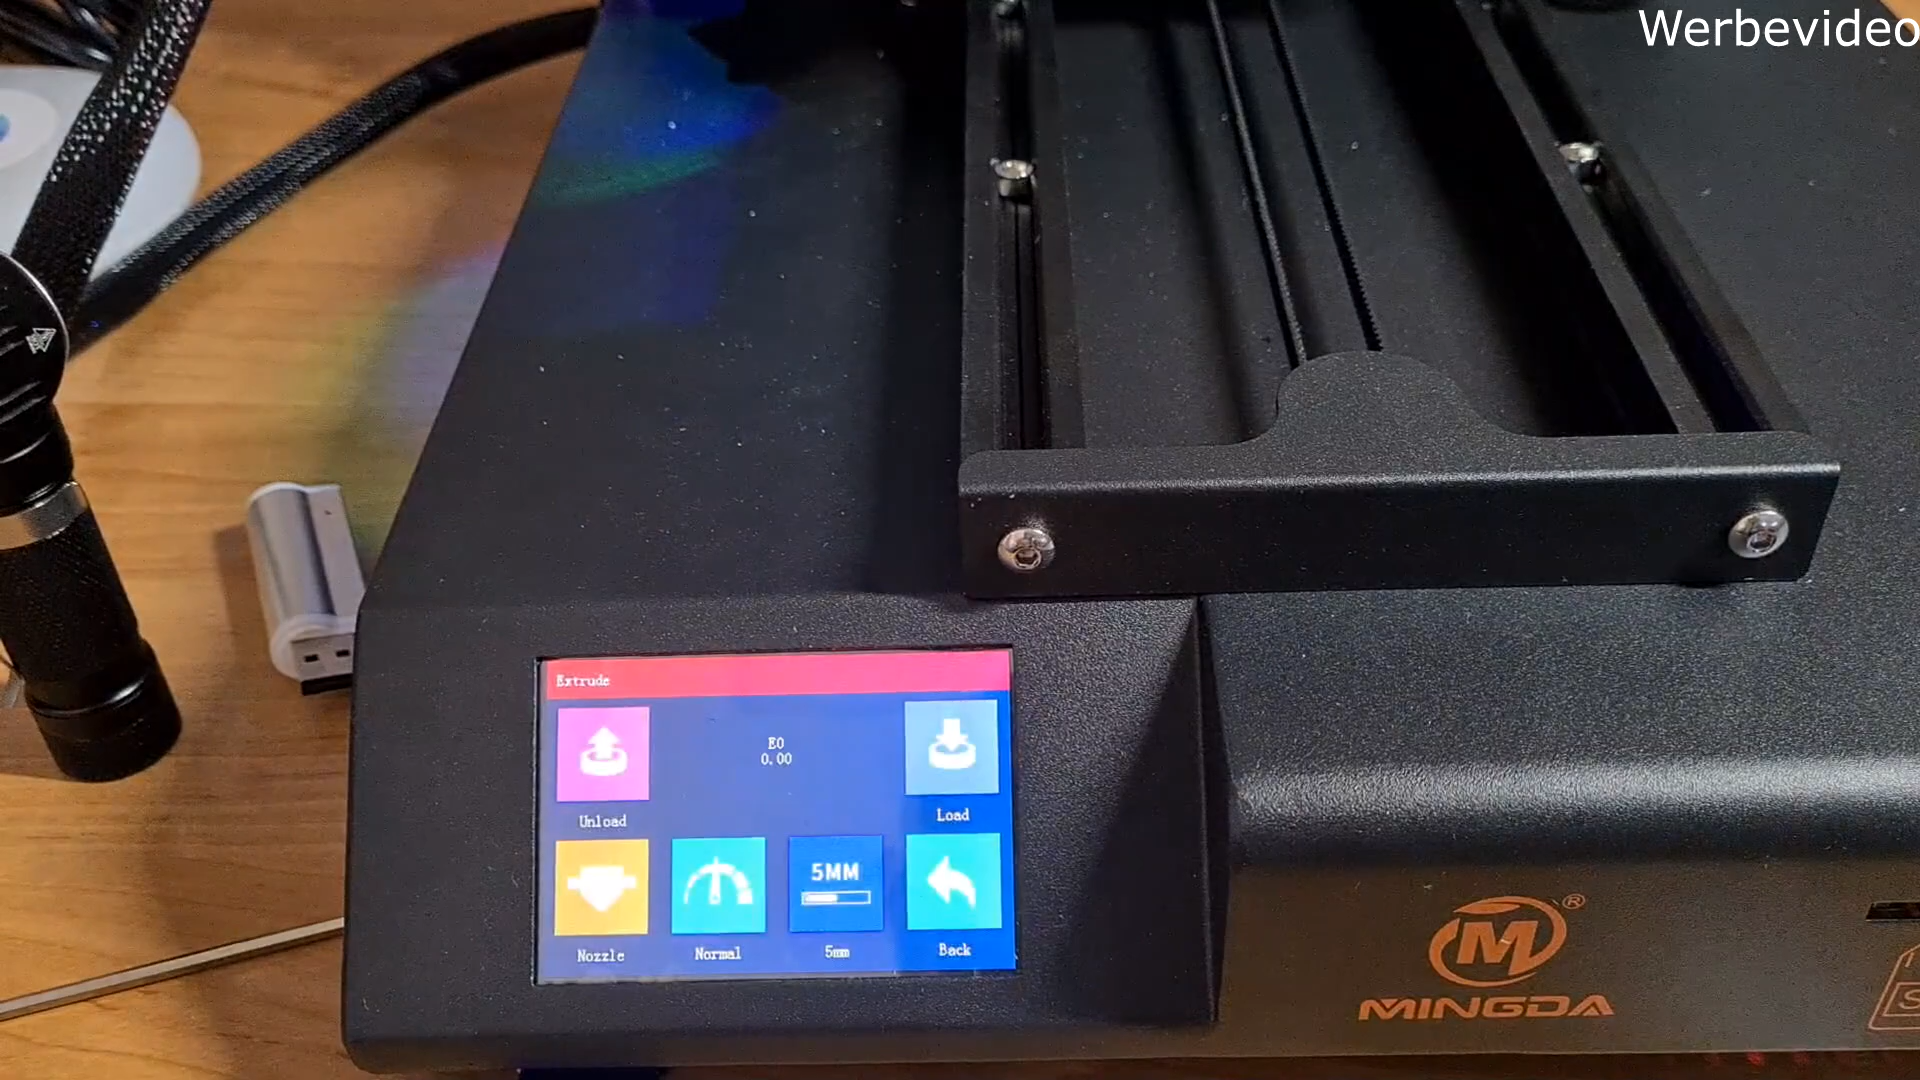 Werbevideo
Extrude
E0
0.00
Unload
Load
5MM
Nozzle
Normal
5mm
Back
M
®
MINGDA